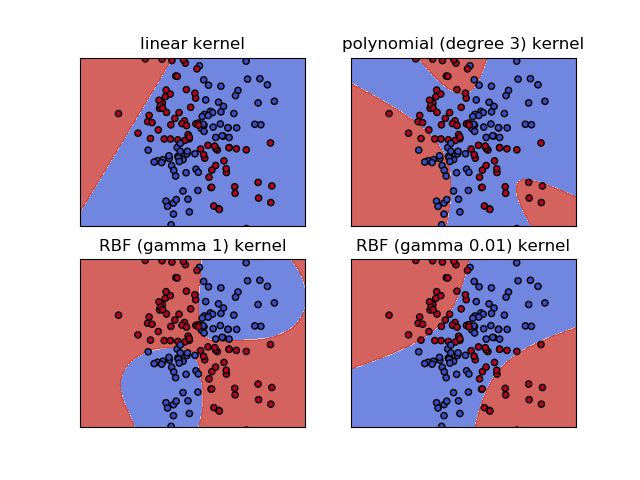 linear kernel
polynomial (degree 3) kernel
RBF (gamma 1) kernel
RBF (gamma 0.01) kernel